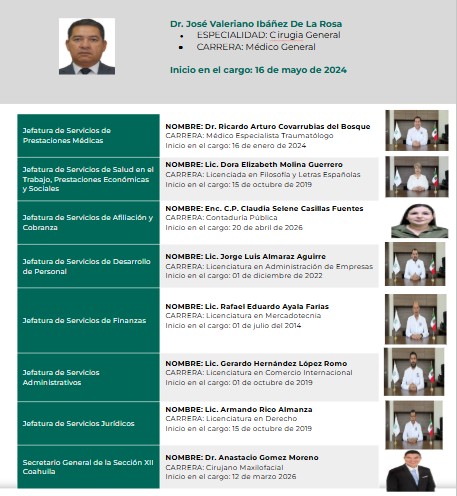 Dr. José Valeriano Ibáñez De La Rosa
• ESPECIALIDAD: Cirugia General
• CARRERA: Médico General
Inicio en el cargo: 16 de mayo de 2024
Jefatura de Servicios de
Prestaciones Médicas
NOMBRE: Dr. Ricardo Arturo Covarrubias del Bosque
CARRERA: Médico Especialista Traumatólogo
Inicio en el cargo: 16 de enero de 2024
Jefatura de Servicios de Salud en el
Trabajo, Prestaciones Económicas
y Sociales
NOMBRE: Lic. Dora Elizabeth Molina Guerrero
CARRERA: Licenciada en Filosofía y Letras Españolas
Inicio en el cargo: 15 de octubre de 2019
Jefatura de Servicios de Afiliación y
Cobranza
NOMBRE: Enc. C.P. Claudia Selene Casillas Fuentes
CARRERA: Contaduría Pública
Inicio en el cargo: 20 de abril de 2026
Jefatura de Servicios de Desarrollo
de Personal
NOMBRE: Lic. Jorge Luis Almaraz Aguirre
CARRERA: Licenciatura en Administración de Empresas
Inicio en el cargo: 01 de diciembre de 2022
Jefatura de Servicios de Finanzas
NOMBRE: Lic. Rafael Eduardo Ayala Farias
CARRERA: Licenciatura en Mercadotecnia
Inicio en el cargo: 01 de julio del 2014
Jefatura de Servicios
Administrativos
NOMBRE: Lic. Gerardo Hernández López Romo
CARRERA: Licenciatura en Comercio Internacional
Inicio en el cargo: 01 de octubre de 2019
Jefatura de Servicios Jurídicos
NOMBRE: Lic. Armando Rico Almanza
CARRERA: Licenciatura en Derecho
Inicio en el cargo: 15 de octubre de 2019
Secretario General de la Sección XII
Coahuila
NOMBRE: Dr. Anastacio Gomez Moreno
CARRERA: Cirujano Maxilofacial
Inicio en el cargo: 12 de marzo 2026